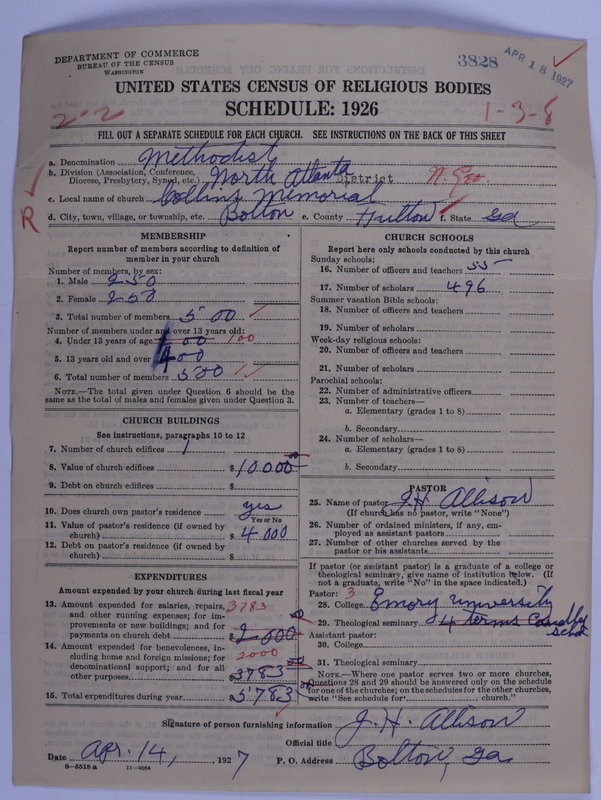 DEPARTMENT OF COMMERCE
BUREAU OF THE CENSUS
WASHINGTON
3828
APR 18 1927
UNITED STATES CENSUS OF RELIGIOUS BODIES
SCHEDULE: 1926
2-2
1-3-8
FILL OUT A SEPARATE SCHEDULE FOR EACH CHURCH. SEE INSTRUCTIONS ON THE BACK OF THIS SHEET
a. Denomination Methodist
b. Division (Association, Conference, Diocese, Presbytery, Synod, etc.) North Atlanta District N. Geo.
c. Local name of church Collins Memorial
R
d. City, town, village, or township, etc. Bolton e. County Fulton f. State Ga
MEMBERSHIP
Report number of members according to definition of
member in your church
Number of members, by sex:
1. Male 250
2. Female 250
3. Total number of members 500
Number of members under and over 13 years old:
4. Under 13 years of age 100 100
5. 13 years old and over 400
6. Total number of members 500
NOTE.—The total given under Question 6 should be the
same as the total of males and females given under Question 3.
CHURCH BUILDINGS
See instructions, paragraphs 10 to 12
7. Number of church edifices 1
8. Value of church edifices $10000
9. Debt on church edifices $
10. Does church own pastor's residence yes
Yes or No
11. Value of pastor's residence (if owned by
church) $4000
12. Debt on pastor's residence (if owned by
church) $
EXPENDITURES
Amount expended by your church during last fiscal year
13. Amount expended for salaries, repairs, 3783
and other running expenses; for im-
provements or new buildings; and for
payments on church debt $2000
14. Amount expended for benevolences, in- 2000
cluding home and foreign missions; for
denominational support; and for all
other purposes $3783
15. Total expenditures during year $5783
CHURCH SCHOOLS
Report here only schools conducted by this church
Sunday schools:
16. Number of officers and teachers 55
17. Number of scholars 496
Summer vacation Bible schools:
18. Number of officers and teachers
19. Number of scholars
Week-day religious schools:
20. Number of officers and teachers
21. Number of scholars
Parochial schools:
22. Number of administrative officers
23. Number of teachers—
a. Elementary (grades 1 to 8)
b. Secondary
24. Number of scholars—
a. Elementary (grades 1 to 8)
b. Secondary
PASTOR
25. Name of pastor J. H. Allison
(If church has no pastor, write "None")
26. Number of ordained ministers, if any, em-
ployed as assistant pastors
27. Number of other churches served by the
pastor or his assistants
If pastor (or assistant pastor) is a graduate of a college or
theological seminary, give name of institution below. (If
not a graduate, write "No" in the space indicated.)
Pastor: 3
28. College Emory University
29. Theological seminary 4 terms Candler School
Assistant pastor:
30. College
31. Theological seminary
NOTE.—Where one pastor serves two or more churches,
Questions 28 and 29 should be answered only on the schedule
for one of the churches; on the schedules for the other churches,
write "See schedule for church.
Signature of person furnishing information J. H. Allison
Official title
Date Apr. 14, 1927 P. O. Address Bolton, Ga
8-5518 a 11-9034